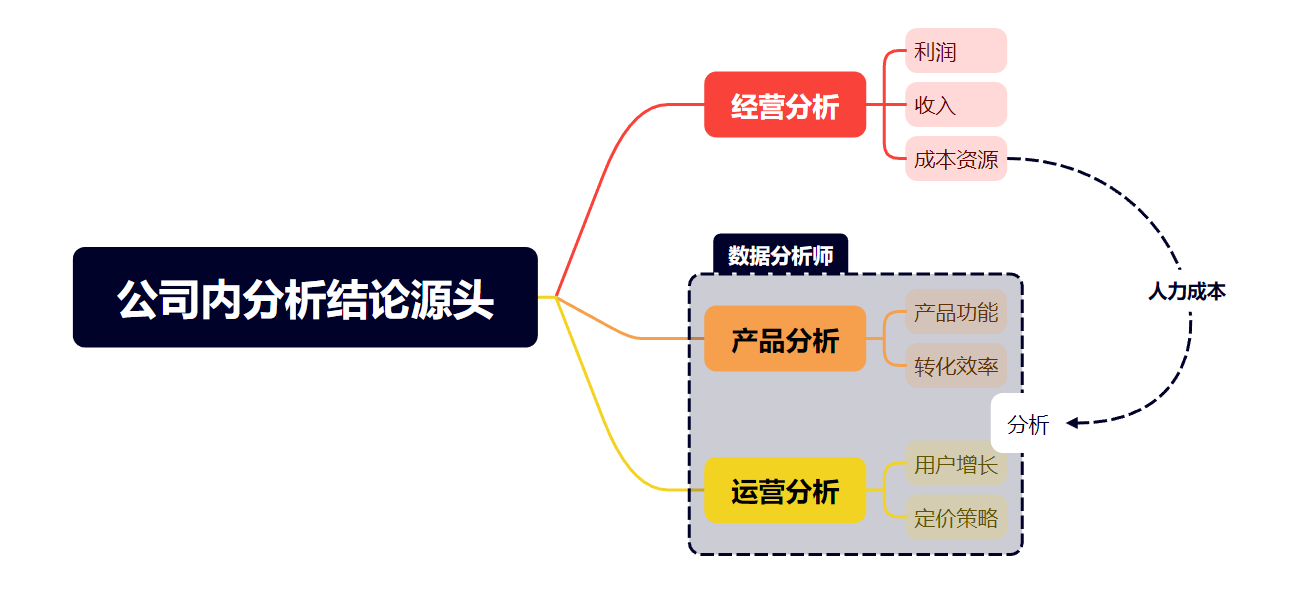 公司内分析结论源头
经营分析
利润
收入
成本资源
人力成本
数据分析师
产品分析
产品功能
转化效率
分析
运营分析
用户增长
定价策略